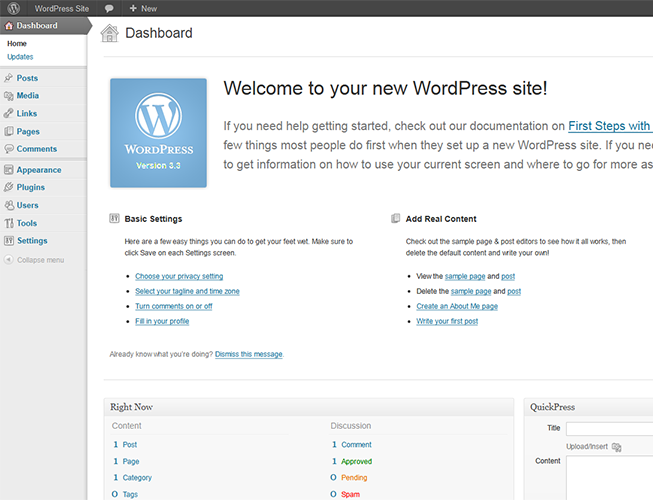 WordPress Site + New
Dashboard
Dashboard
Home
Updates
Posts
Media
Links
Pages
Comments
Appearance
Plugins
Users
Tools
Settings
Collapse menu
WORDPRESS
Version 3.3
Welcome to your new WordPress site!
If you need help getting started, check out our documentation on First Steps with
few things most people do first when they set up a new WordPress site. If you nee
to get information on how to use your current screen and where to go for more as
Basic Settings
Here are a few easy things you can do to get your feet wet. Make sure to
click Save on each Settings screen.
• Choose your privacy setting
• Select your tagline and time zone
• Turn comments on or off
• Fill in your profile
Add Real Content
Check out the sample page & post editors to see how it all works, then
delete the default content and write your own!
• View the sample page and post
• Delete the sample page and post
• Create an About Me page
• Write your first post
Already know what you're doing? Dismiss this message.
Right Now
Content
1 Post
1 Page
1 Category
0 Tags
Discussion
1 Comment
1 Approved
0 Pending
0 Spam
QuickPress
Title
Upload/Insert
Content